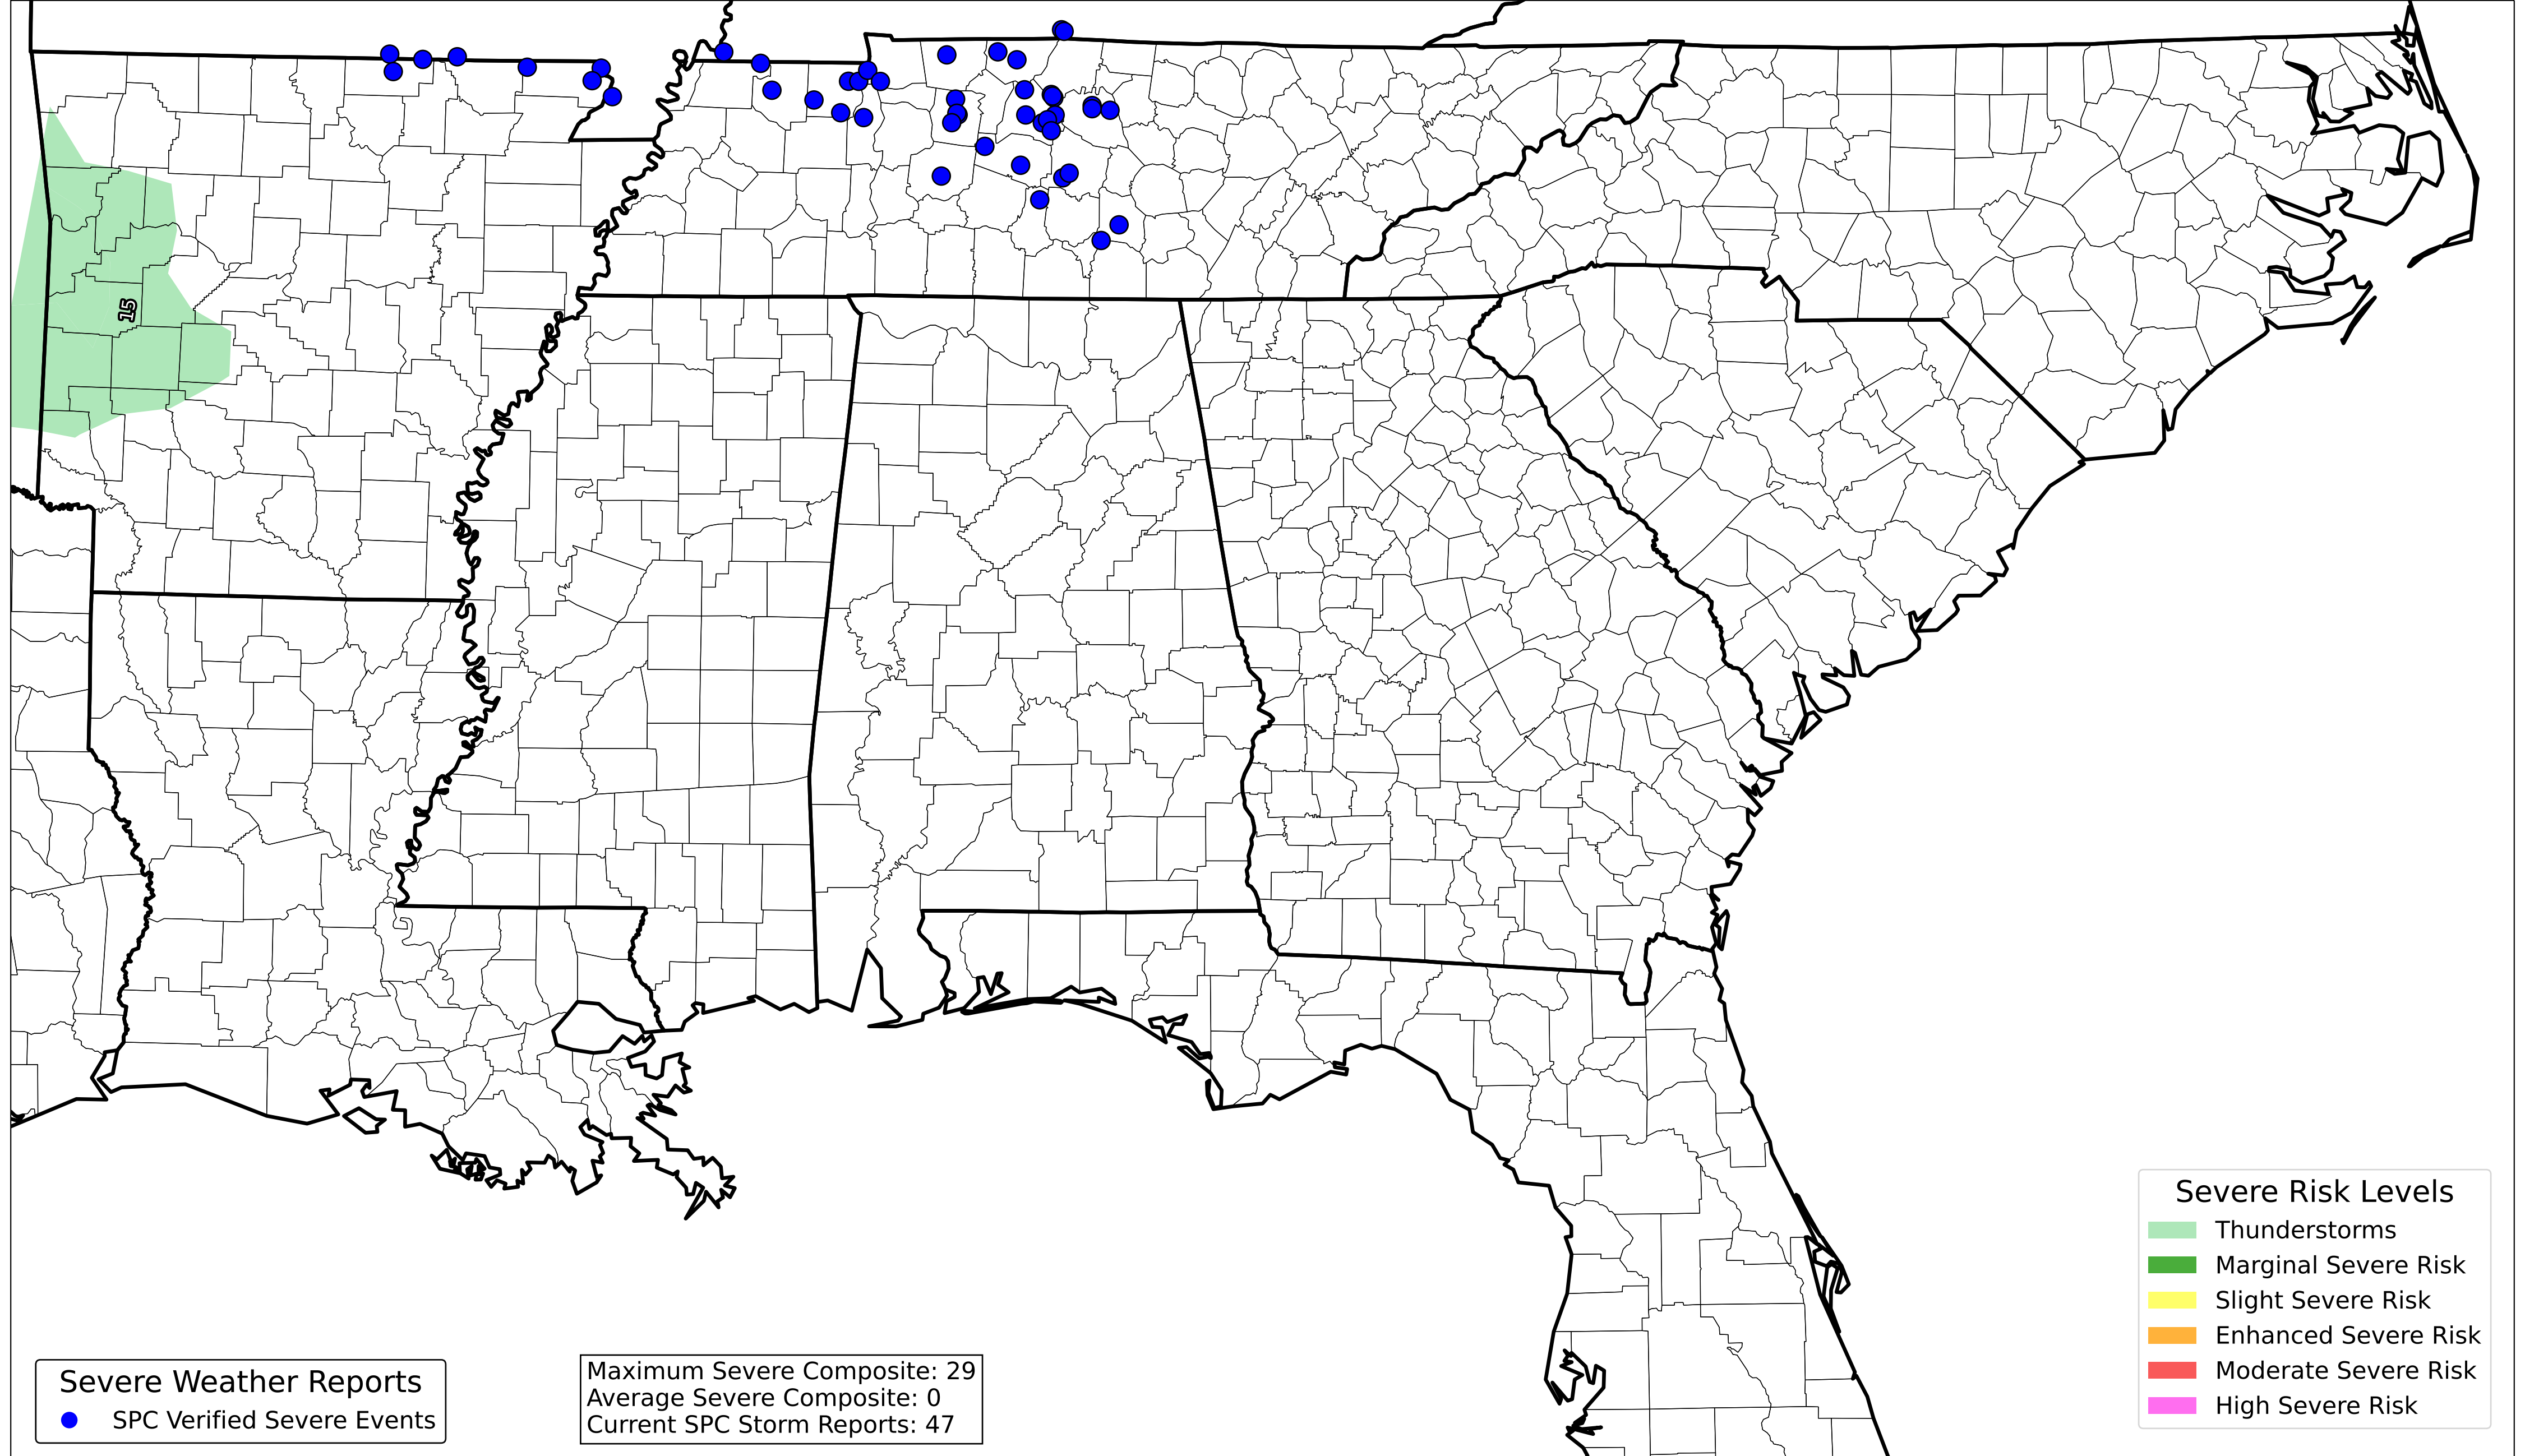 15
Severe Weather Reports
SPC Verified Severe Events
Maximum Severe Composite: 29
Average Severe Composite: 0
Current SPC Storm Reports: 47
Severe Risk Levels
Thunderstorms
Marginal Severe Risk
Slight Severe Risk
Enhanced Severe Risk
Moderate Severe Risk
High Severe Risk